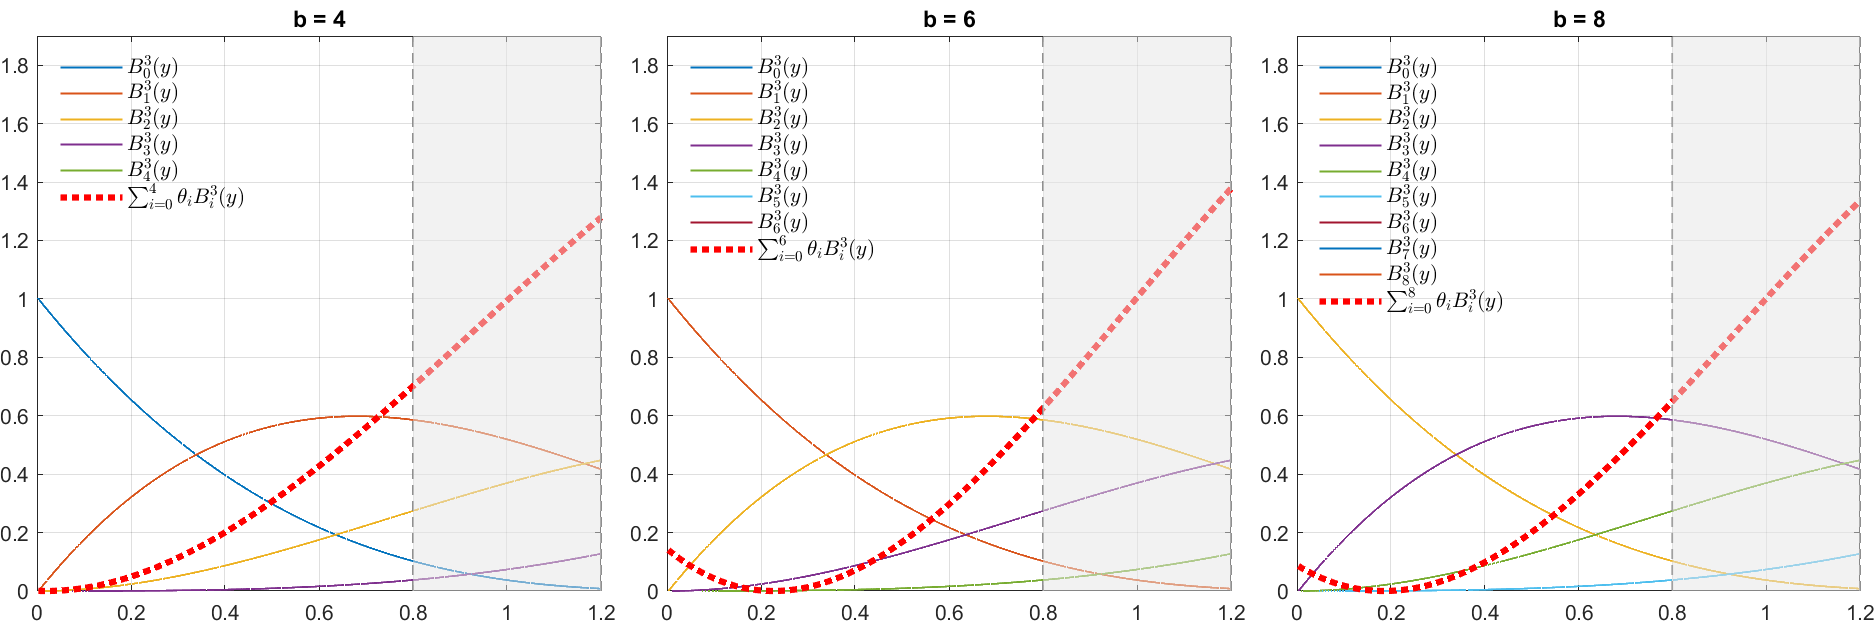 b = 4
1.8
1.6
1.4
1.2
1
0.8
0.6
0.4
0.2
0
B_0^3(y)
B_1^3(y)
B_2^3(y)
B_3^3(y)
B_4^3(y)
∑_{i=0}^4 θ_i B_i^3(y)
0 0.2 0.4 0.6 0.8 1 1.2
b = 6
1.8
1.6
1.4
1.2
1
0.8
0.6
0.4
0.2
0
B_0^3(y)
B_1^3(y)
B_2^3(y)
B_3^3(y)
B_4^3(y)
B_5^3(y)
B_6^3(y)
∑_{i=0}^6 θ_i B_i^3(y)
0 0.2 0.4 0.6 0.8 1 1.2
b = 8
1.8
1.6
1.4
1.2
1
0.8
0.6
0.4
0.2
0
B_0^3(y)
B_1^3(y)
B_2^3(y)
B_3^3(y)
B_4^3(y)
B_5^3(y)
B_6^3(y)
B_7^3(y)
B_8^3(y)
∑_{i=0}^8 θ_i B_i^3(y)
0 0.2 0.4 0.6 0.8 1 1.2